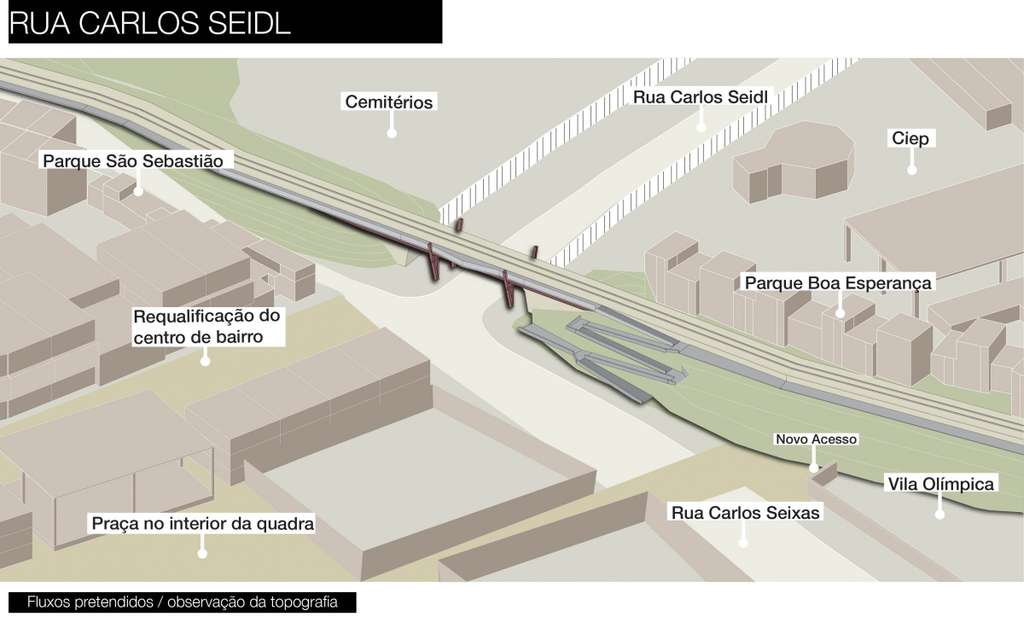 RUA CARLOS SEIDL
Cemitérios
Rua Carlos Seidl
Ciep
Parque São Sebastião
Parque Boa Esperança
Requalificação do
centro de bairro
Novo Acesso
Vila Olímpica
Rua Carlos Seixas
Praça no interior da quadra
Fluxos pretendidos / observação da topografia